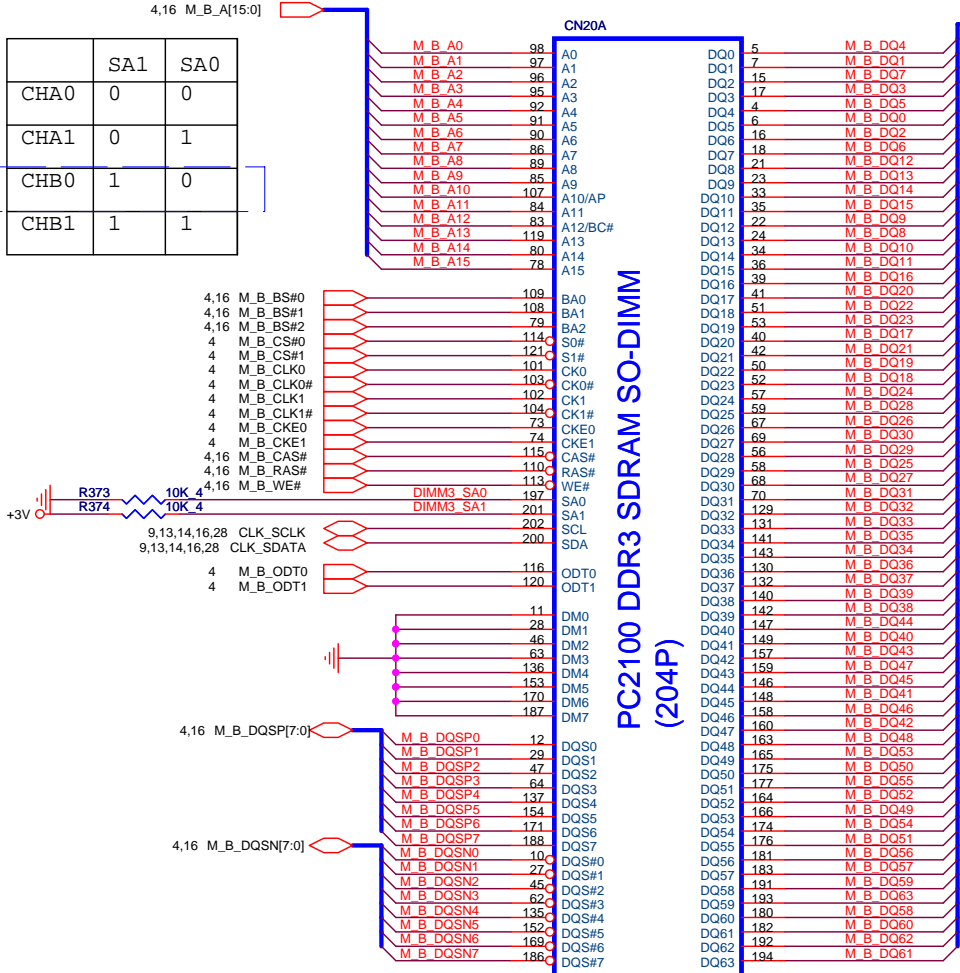 4,16 M_B_A[15:0]
SA1 SA0
CHA0 0 0
CHA1 0 1
CHB0 1 0
CHB1 1 1
CN20A
M_B_A0 98 A0
M_B_A1 97 A1
M_B_A2 96 A2
M_B_A3 95 A3
M_B_A4 92 A4
M_B_A5 91 A5
M_B_A6 90 A6
M_B_A7 86 A7
M_B_A8 89 A8
M_B_A9 85 A9
M_B_A10 107 A10/AP
M_B_A11 84 A11
M_B_A12 83 A12/BC#
M_B_A13 119 A13
M_B_A14 80 A14
M_B_A15 78 A15
4,16 M_B_BS#0 109 BA0
4,16 M_B_BS#1 108 BA1
4,16 M_B_BS#2 79 BA2
4 M_B_CS#0 114 S0#
4 M_B_CS#1 121 S1#
4 M_B_CLK0 101 CK0
4 M_B_CLK0# 103 CK0#
4 M_B_CLK1 102 CK1
4 M_B_CLK1# 104 CK1#
4 M_B_CKE0 73 CKE0
4 M_B_CKE1 74 CKE1
4,16 M_B_CAS# 115 CAS#
4,16 M_B_RAS# 110 RAS#
4,16 M_B_WE# 113 WE#
R373 10K_4 DIMM3_SA0 197 SA0
+3V R374 10K_4 DIMM3_SA1 201 SA1
9,13,14,16,28 CLK_SCLK 202 SCL
9,13,14,16,28 CLK_SDATA 200 SDA
4 M_B_ODT0 116 ODT0
4 M_B_ODT1 120 ODT1
11 DM0
28 DM1
46 DM2
63 DM3
136 DM4
153 DM5
170 DM6
187 DM7
4,16 M_B_DQSP[7:0]
M_B_DQSP0 12 DQS0
M_B_DQSP1 29 DQS1
M_B_DQSP2 47 DQS2
M_B_DQSP3 64 DQS3
M_B_DQSP4 137 DQS4
M_B_DQSP5 154 DQS5
M_B_DQSP6 171 DQS6
M_B_DQSP7 188 DQS7
4,16 M_B_DQSN[7:0]
M_B_DQSN0 10 DQS#0
M_B_DQSN1 27 DQS#1
M_B_DQSN2 45 DQS#2
M_B_DQSN3 62 DQS#3
M_B_DQSN4 135 DQS#4
M_B_DQSN5 152 DQS#5
M_B_DQSN6 169 DQS#6
M_B_DQSN7 186 DQS#7
PC2100 DDR3 SDRAM SO-DIMM
(204P)
DQ0 5 M_B_DQ4
DQ1 7 M_B_DQ1
DQ2 15 M_B_DQ7
DQ3 17 M_B_DQ3
DQ4 4 M_B_DQ5
DQ5 6 M_B_DQ0
DQ6 16 M_B_DQ2
DQ7 18 M_B_DQ6
DQ8 21 M_B_DQ12
DQ9 23 M_B_DQ13
DQ10 33 M_B_DQ14
DQ11 35 M_B_DQ15
DQ12 22 M_B_DQ9
DQ13 24 M_B_DQ8
DQ14 34 M_B_DQ10
DQ15 36 M_B_DQ11
DQ16 39 M_B_DQ16
DQ17 41 M_B_DQ20
DQ18 51 M_B_DQ22
DQ19 53 M_B_DQ23
DQ20 40 M_B_DQ17
DQ21 42 M_B_DQ21
DQ22 50 M_B_DQ19
DQ23 52 M_B_DQ18
DQ24 57 M_B_DQ24
DQ25 59 M_B_DQ28
DQ26 67 M_B_DQ26
DQ27 69 M_B_DQ30
DQ28 56 M_B_DQ29
DQ29 58 M_B_DQ25
DQ30 68 M_B_DQ27
DQ31 70 M_B_DQ31
DQ32 129 M_B_DQ32
DQ33 131 M_B_DQ33
DQ34 141 M_B_DQ35
DQ35 143 M_B_DQ34
DQ36 130 M_B_DQ36
DQ37 132 M_B_DQ37
DQ38 140 M_B_DQ39
DQ39 142 M_B_DQ38
DQ40 147 M_B_DQ44
DQ41 149 M_B_DQ40
DQ42 157 M_B_DQ43
DQ43 159 M_B_DQ47
DQ44 146 M_B_DQ45
DQ45 148 M_B_DQ41
DQ46 158 M_B_DQ46
DQ47 160 M_B_DQ42
DQ48 163 M_B_DQ48
DQ49 165 M_B_DQ53
DQ50 175 M_B_DQ50
DQ51 177 M_B_DQ55
DQ52 164 M_B_DQ52
DQ53 166 M_B_DQ49
DQ54 174 M_B_DQ54
DQ55 176 M_B_DQ51
DQ56 181 M_B_DQ56
DQ57 183 M_B_DQ57
DQ58 191 M_B_DQ59
DQ59 193 M_B_DQ63
DQ60 180 M_B_DQ58
DQ61 182 M_B_DQ60
DQ62 192 M_B_DQ62
DQ63 194 M_B_DQ61